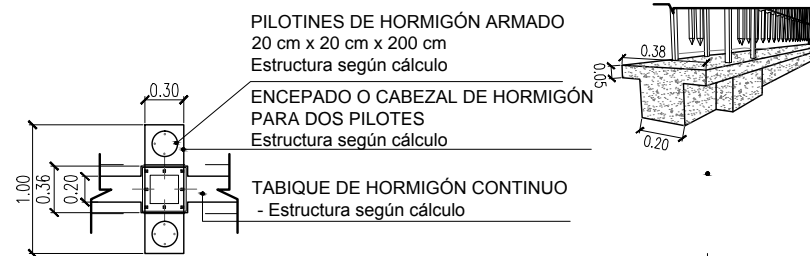 PILOTINES DE HORMIGÓN ARMADO
20 cm x 20 cm x 200 cm
Estructura según cálculo
ENCEPADO O CABEZAL DE HORMIGÓN
PARA DOS PILOTES
Estructura según cálculo
TABIQUE DE HORMIGÓN CONTINUO
- Estructura según cálculo
0.30
1.00
0.36
0.20
0.38
0.05
0.20